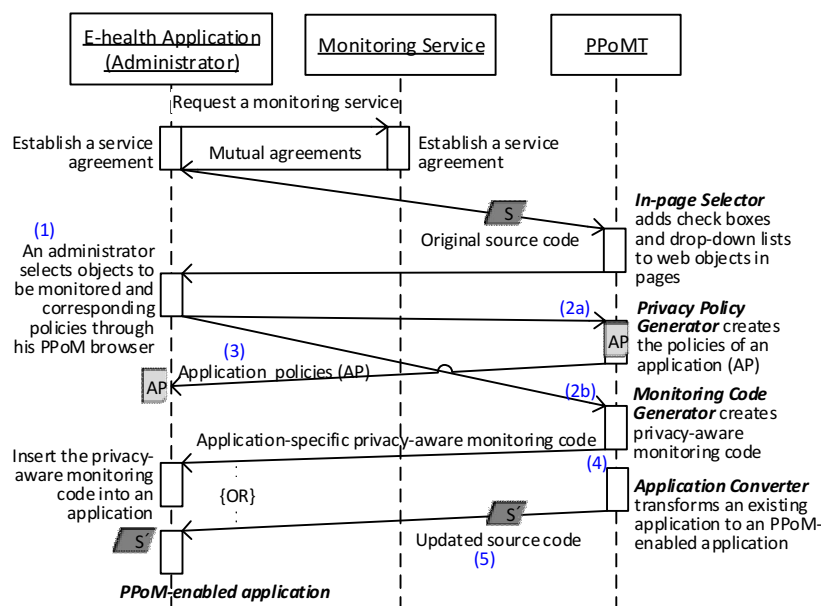 E-health Application
(Administrator)
Monitoring Service
PPoMT
Request a monitoring service
Establish a service
agreement
Mutual agreements
Establish a service
agreement
S
Original source code
In-page Selector
adds check boxes
and drop-down lists
to web objects in
pages
(1)
An administrator
selects objects to
be monitored and
corresponding
policies through
his PPoM browser
(2a)
Privacy Policy
Generator creates
the policies of an
application (AP)
AP
(3)
Application policies (AP)
AP
(2b)
Monitoring Code
Generator creates
privacy-aware
monitoring code
Application-specific privacy-aware monitoring code
(4)
Insert the privacy-
aware monitoring
code into an
application
{OR}
Application Converter
transforms an existing
application to an PPoM-
enabled application
S´
Updated source code
(5)
S´
PPoM-enabled application